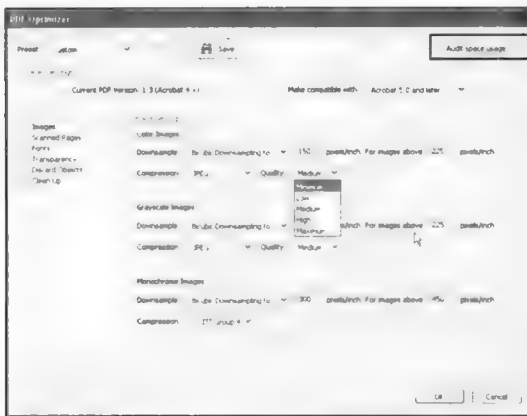 PDF Optimizer
Preset: Custom Save Audit space usage...
Current PDF Version: 1.3 (Acrobat 4.x) Make compatible with: Acrobat 5.0 and later
Images
Scanned Pages
Fonts
Transparency
Discard Objects
Clean Up
Color Images
Downsample: Bicubic Downsampling to 150 pixels/inch For images above: 225 pixels/inch
Compression: JPEG Quality: Medium
Minimum
Low
Medium
High
Maximum
Grayscale Images
Downsample: Bicubic Downsampling to pixels/inch For images above: 225 pixels/inch
Compression: JPEG Quality: Medium
Monochrome Images
Downsample: Bicubic Downsampling to 300 pixels/inch For images above: 450 pixels/inch
Compression: CCITT Group 4
OK Cancel